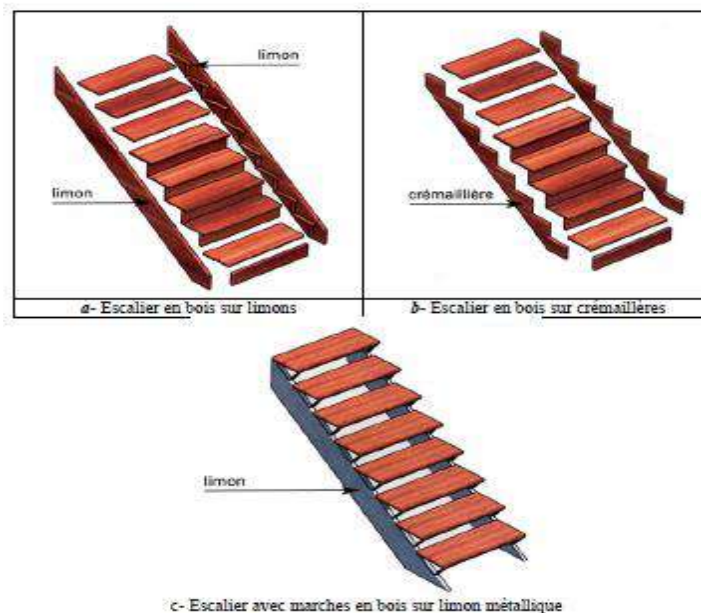 limon
limon
crémaillière
a- Escalier en bois sur limons
b- Escalier en bois sur crémaillères
limon
c- Escalier avec marches en bois sur limon métallique